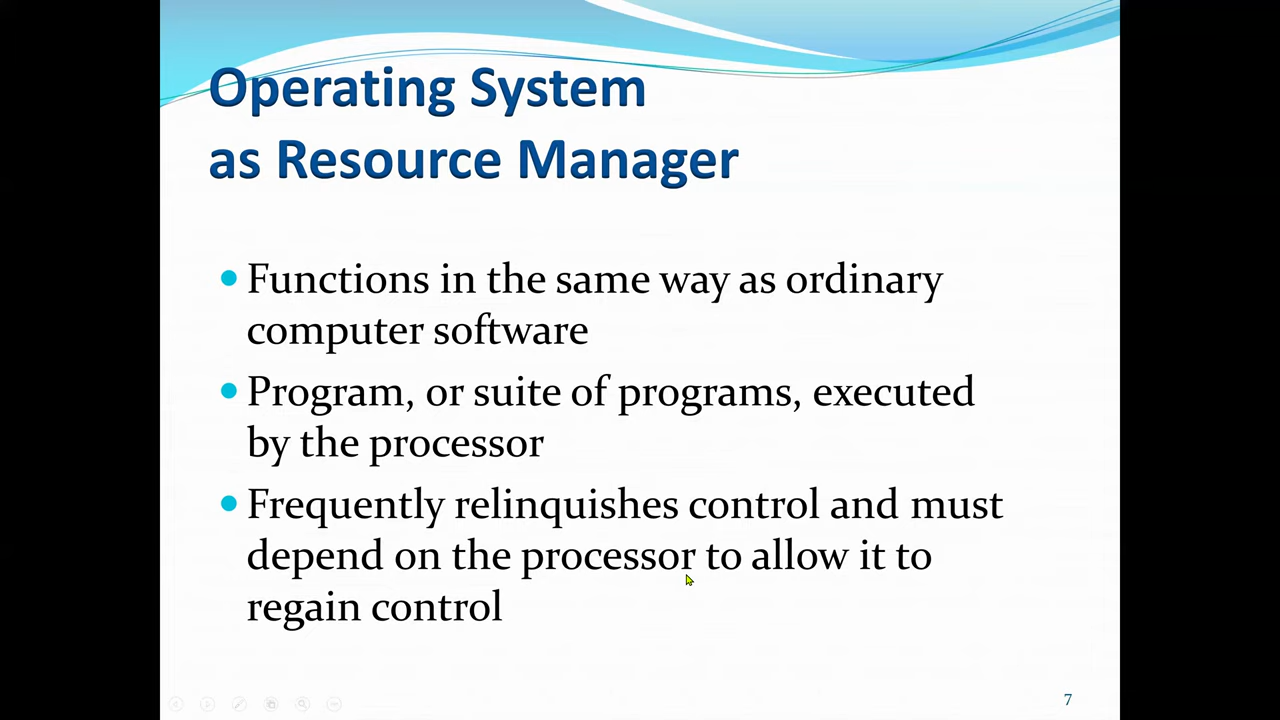 Operating System
as Resource Manager
• Functions in the same way as ordinary
computer software
• Program, or suite of programs, executed
by the processor
• Frequently relinquishes control and must
depend on the processor to allow it to
regain control
7